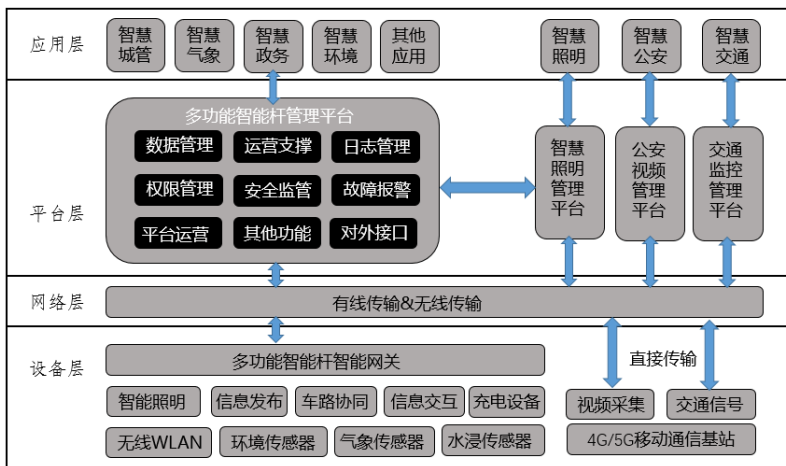 应用层
智慧
城管
智慧
气象
智慧
政务
智慧
环境
其他
应用
智慧
照明
智慧
公安
智慧
交通
平台层
多功能智能杆管理平台
数据管理
运营支撑
日志管理
权限管理
安全监管
故障报警
平台运营
其他功能
对外接口
智慧
照明
管理
平台
公安
视频
管理
平台
交通
监控
管理
平台
网络层
有线传输&无线传输
设备层
多功能智能杆智能网关
直接传输
智能照明
信息发布
车路协同
信息交互
充电设备
视频采集
交通信号
无线WLAN
环境传感器
气象传感器
水浸传感器
4G/5G移动通信基站